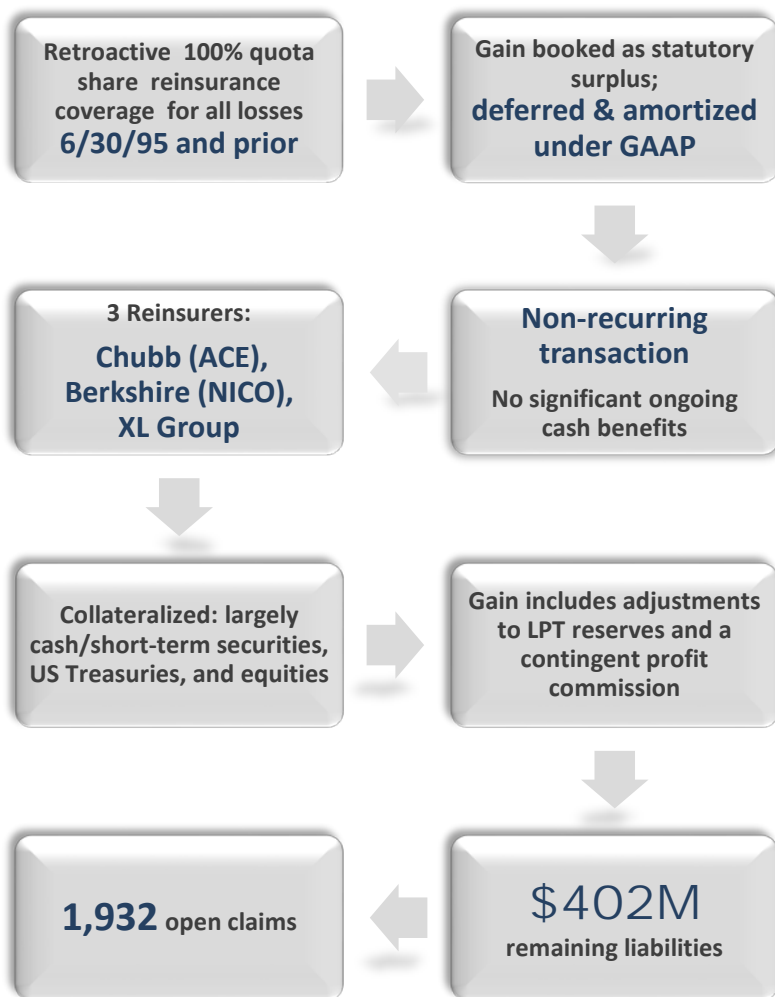 Retroactive 100% quota
share reinsurance
coverage for all losses
6/30/95 and prior
Gain booked as statutory
surplus;
deferred & amortized
under GAAP
Non-recurring
transaction
No significant ongoing
cash benefits
3 Reinsurers:
Chubb (ACE),
Berkshire (NICO),
XL Group
Collateralized: largely
cash/short-term securities,
US Treasuries, and equities
Gain includes adjustments
to LPT reserves and a
contingent profit
commission
$402M
remaining liabilities
1,932 open claims